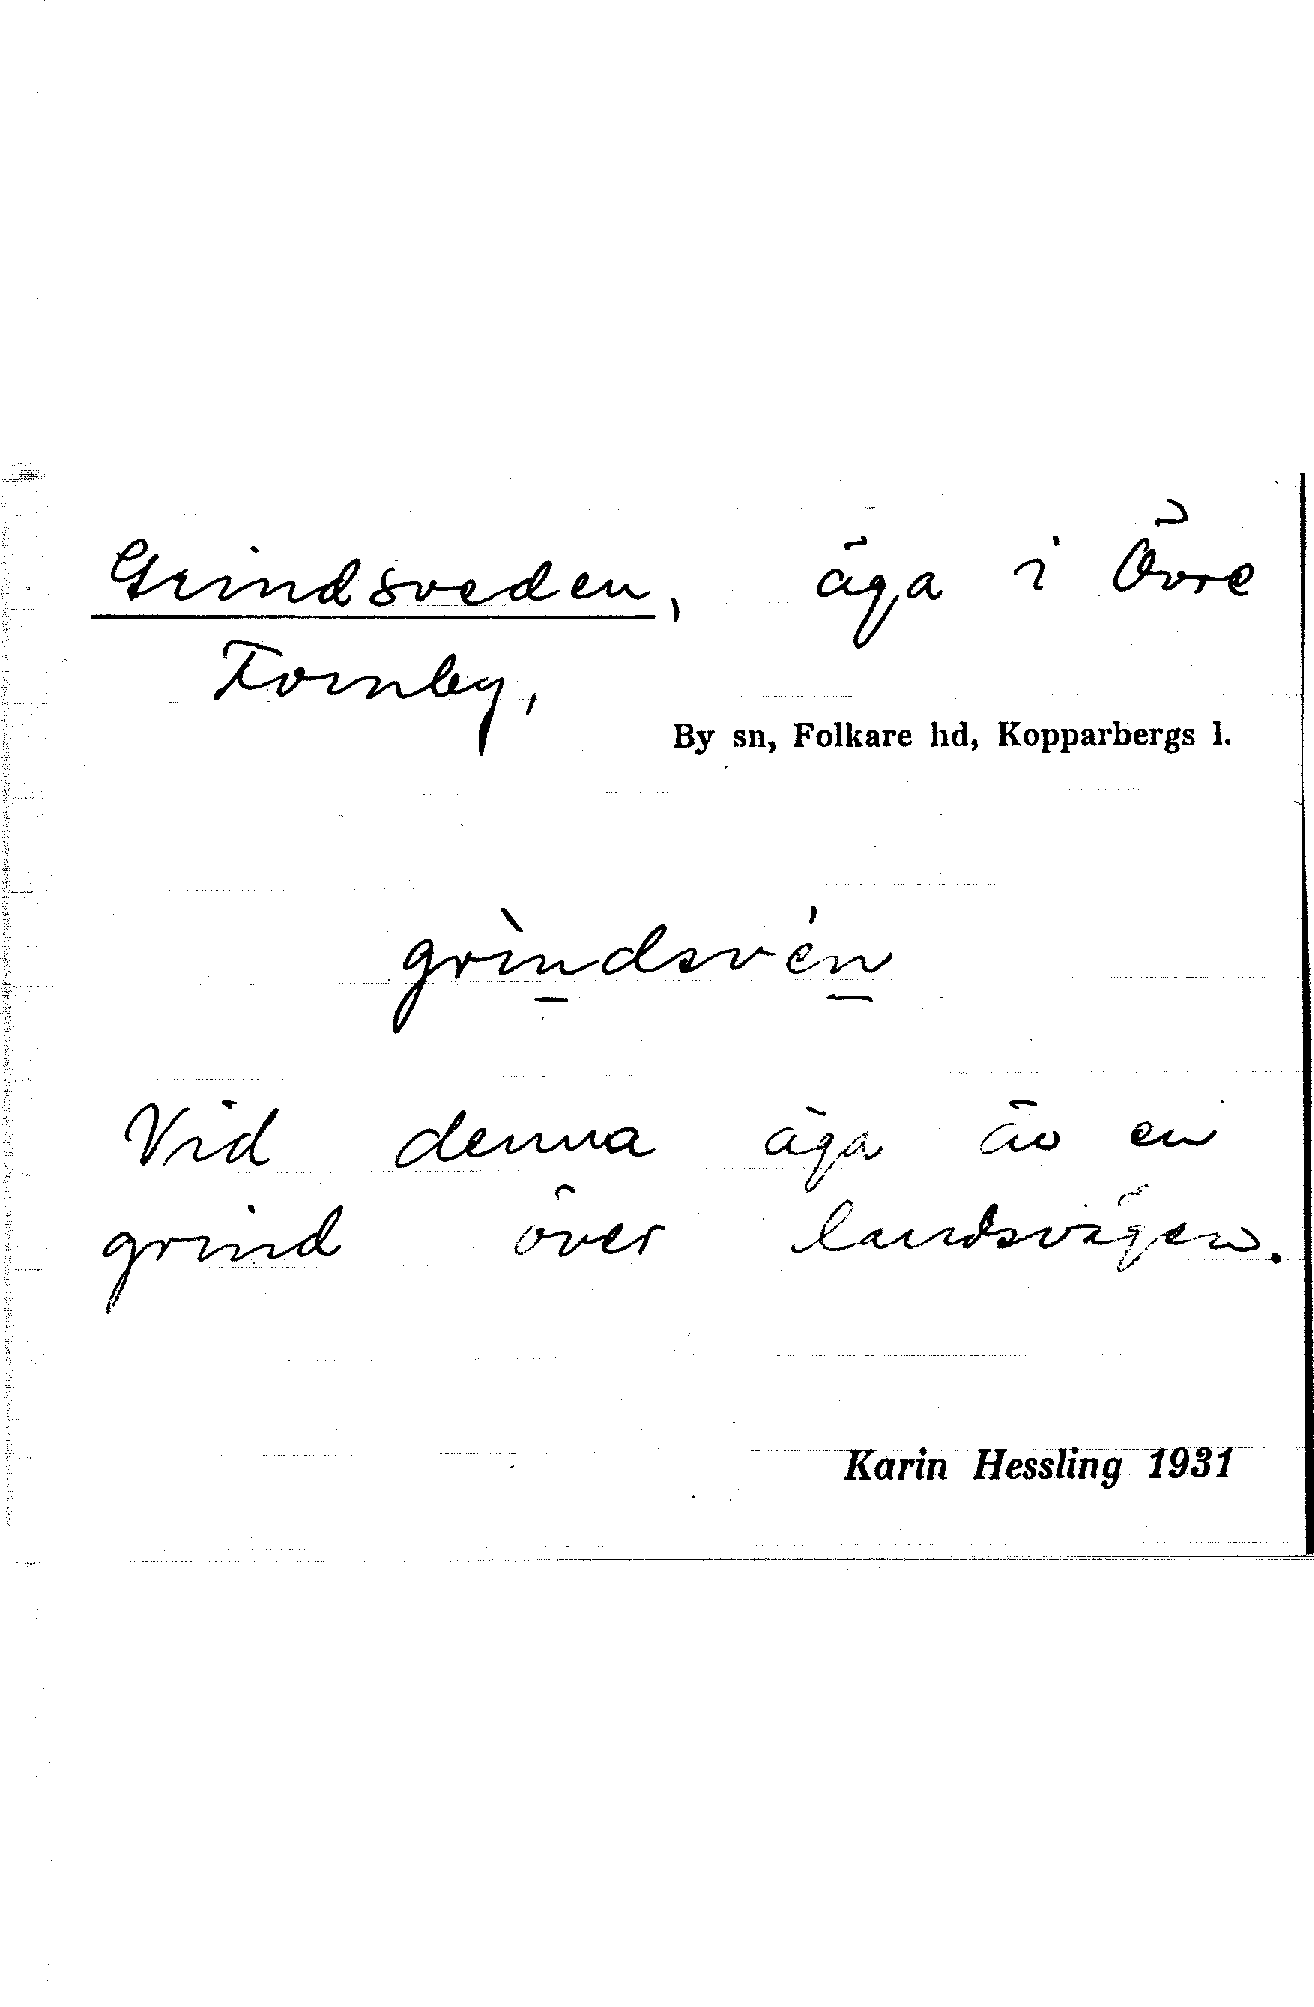 Grindsveden, äga i Övre
Fornby,
By sn, Folkare hd, Kopparbergs l.
grìndsvén
Vid denna äga är en
grind över landsvägen.
Karin Hessling 1931